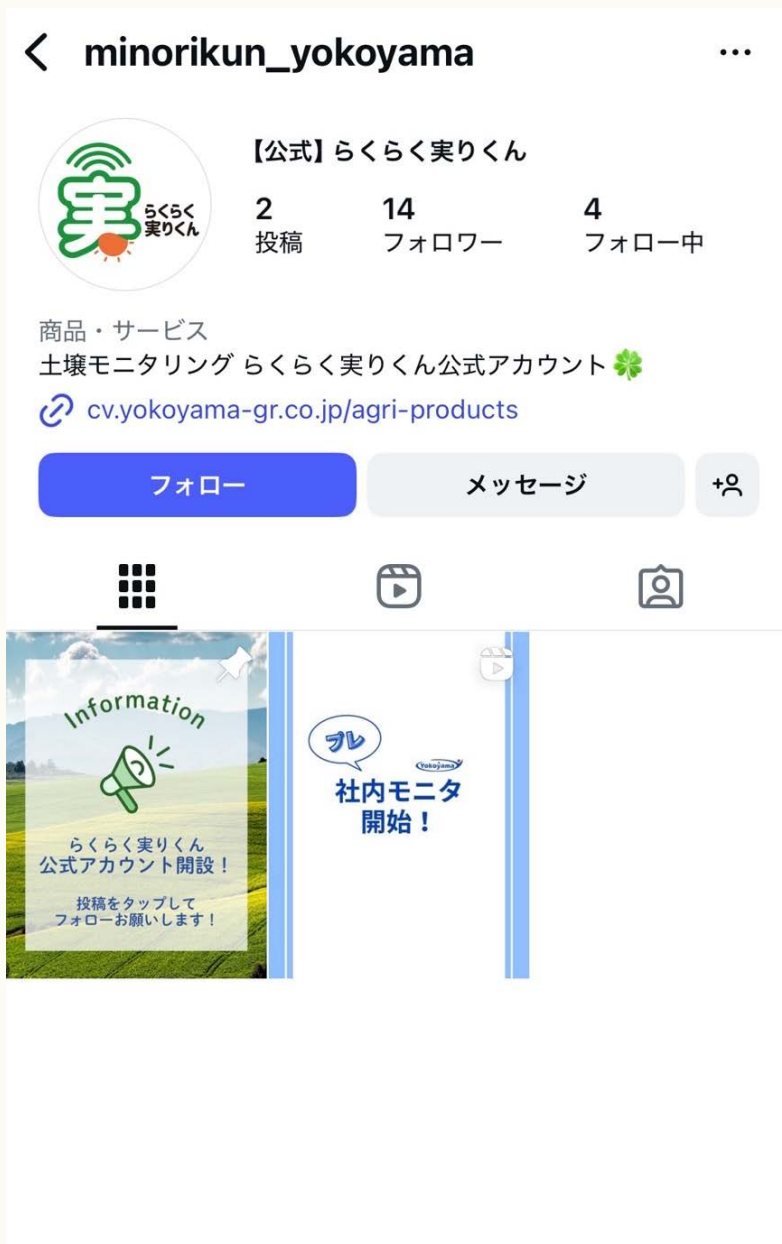 minorikun_yokoyama
実
らくらく
実りくん
【公式】らくらく実りくん
2 14 4
投稿 フォロワー フォロー中
商品・サービス
土壌モニタリング らくらく実りくん公式アカウント🍀
cv.yokoyama-gr.co.jp/agri-products
フォロー メッセージ
Information
らくらく実りくん
公式アカウント開設！
投稿をタップして
フォローお願いします！
プレ
Yokoyama
社内モニタ
開始！